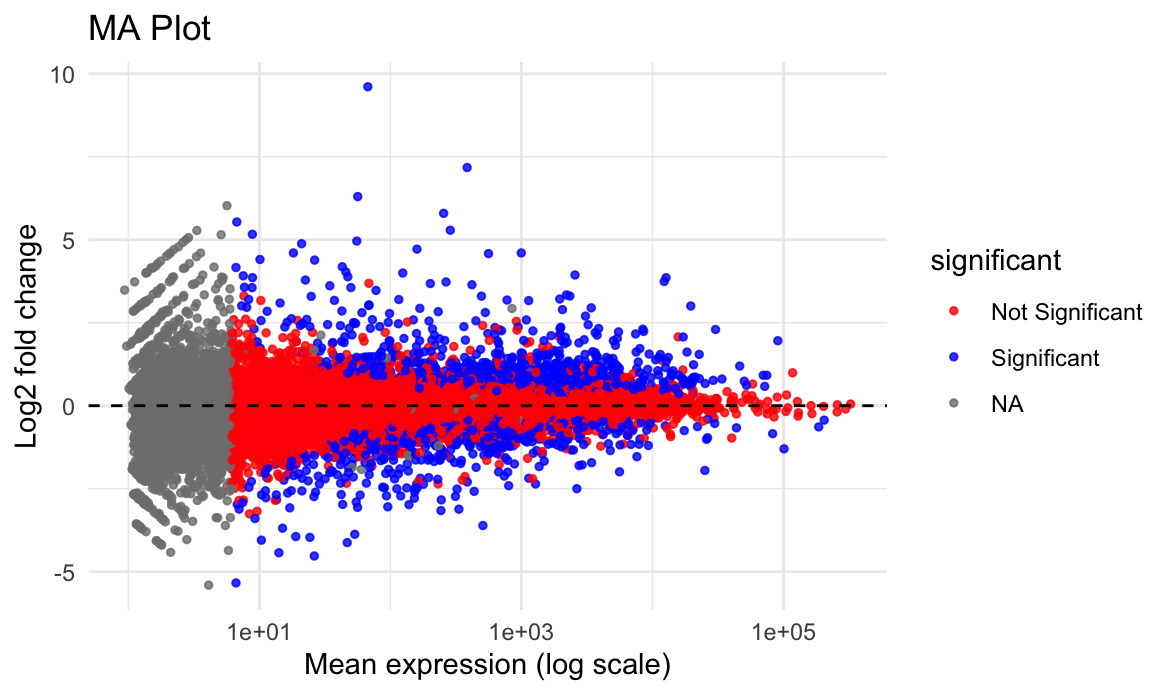 MA Plot
10
5
0
-5
Log2 fold change
1e+01
1e+03
1e+05
Mean expression (log scale)
significant
Not Significant
Significant
NA